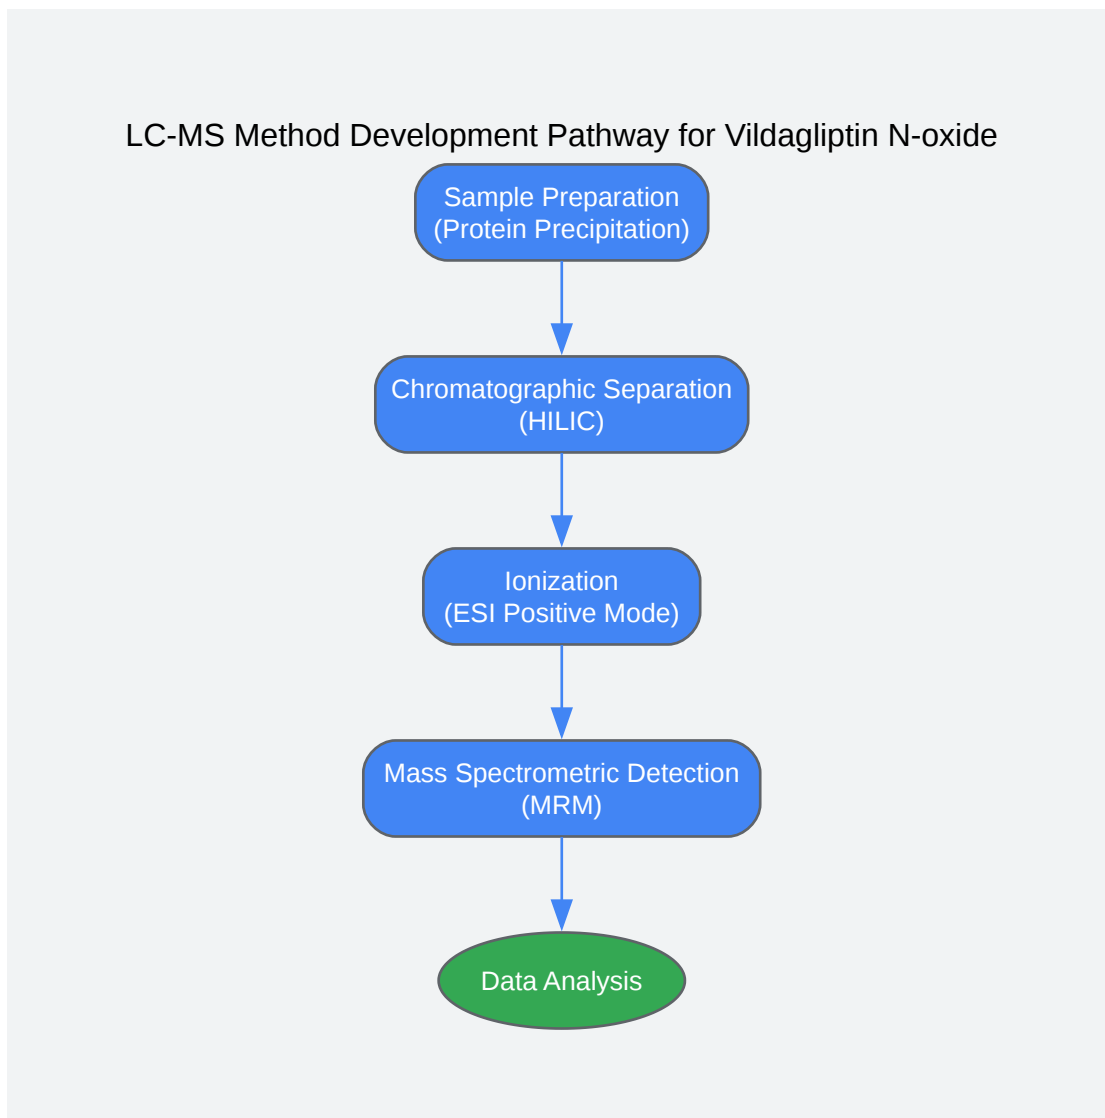 LC-MS Method Development Pathway for Vildagliptin N-oxide
Sample Preparation
(Protein Precipitation)
Chromatographic Separation
(HILIC)
Ionization
(ESI Positive Mode)
Mass Spectrometric Detection
(MRM)
Data Analysis